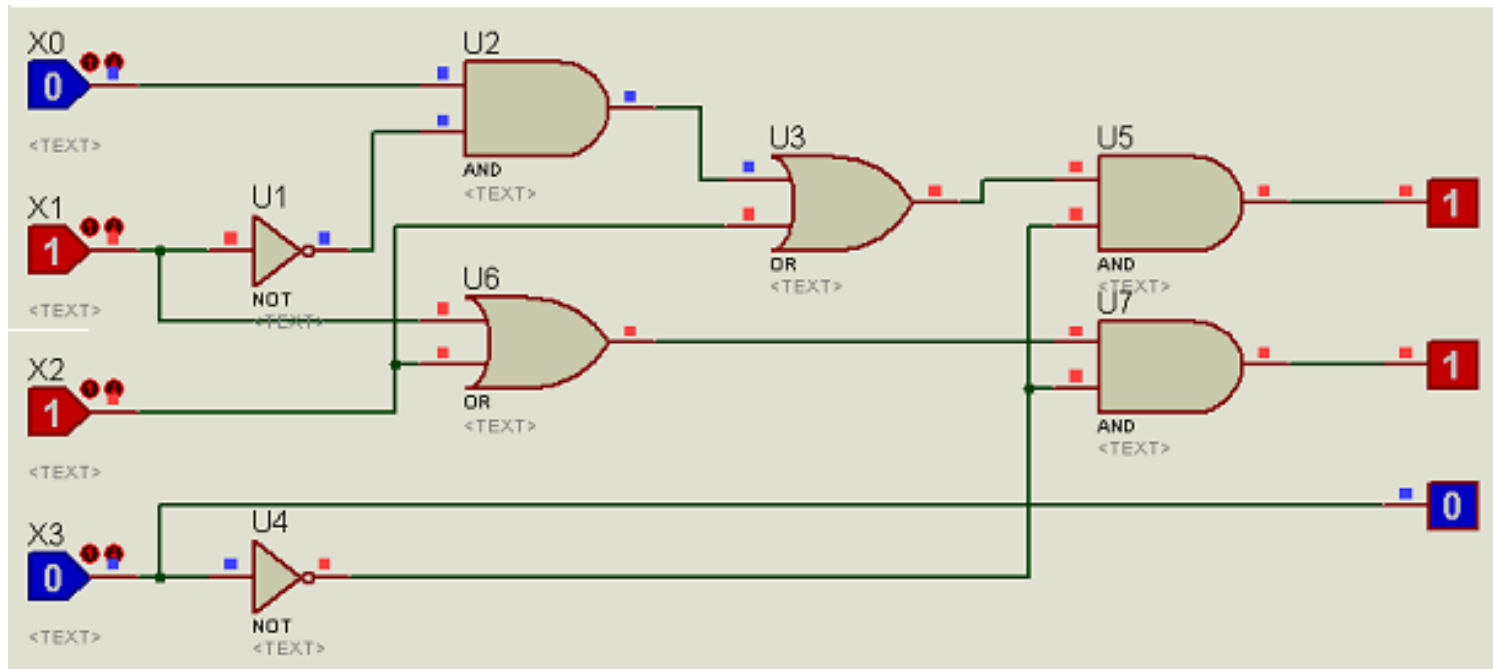 X0
0
<TEXT>
U2
AND
<TEXT>
U3
OR
<TEXT>
U5
AND
<TEXT>
1
X1
1
<TEXT>
U1
NOT
<TEXT>
U6
OR
<TEXT>
U7
AND
<TEXT>
1
X2
1
<TEXT>
0
X3
0
<TEXT>
U4
NOT
<TEXT>